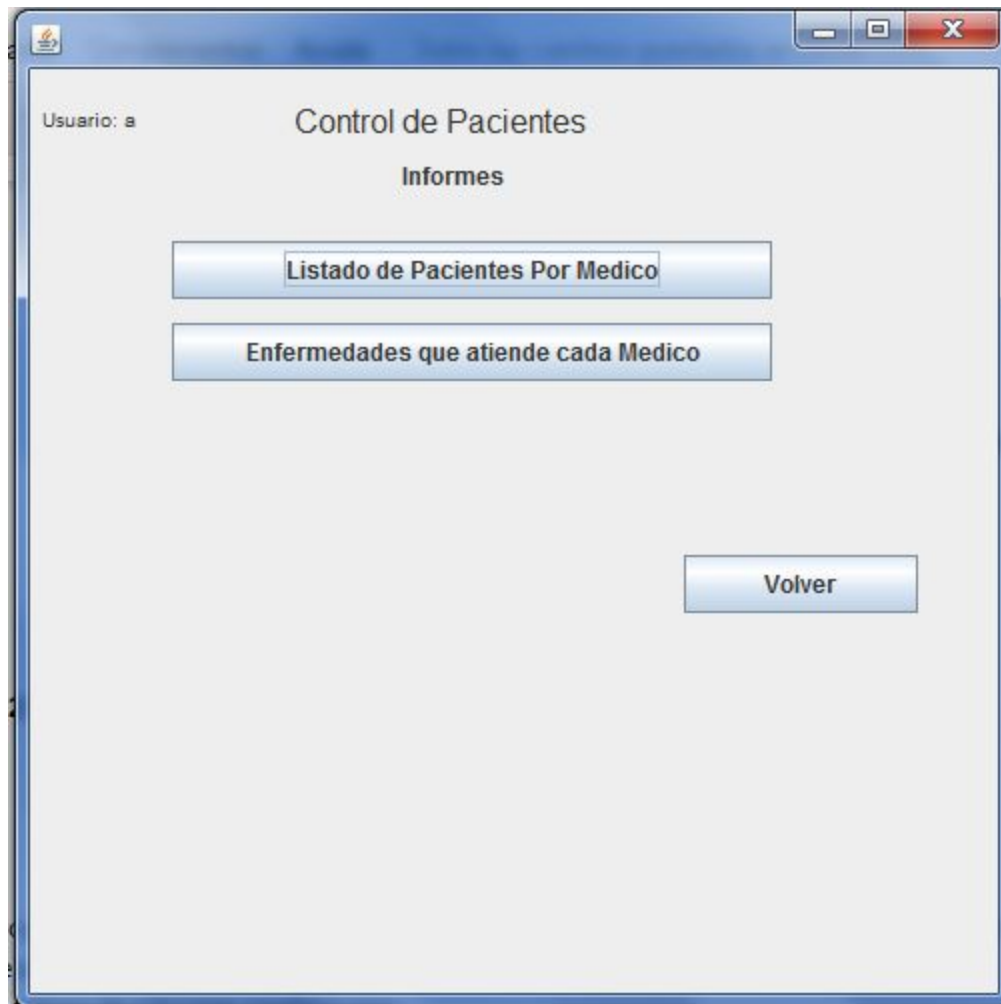 Usuario: a
Control de Pacientes
Informes
Listado de Pacientes Por Medico
Enfermedades que atiende cada Medico
Volver